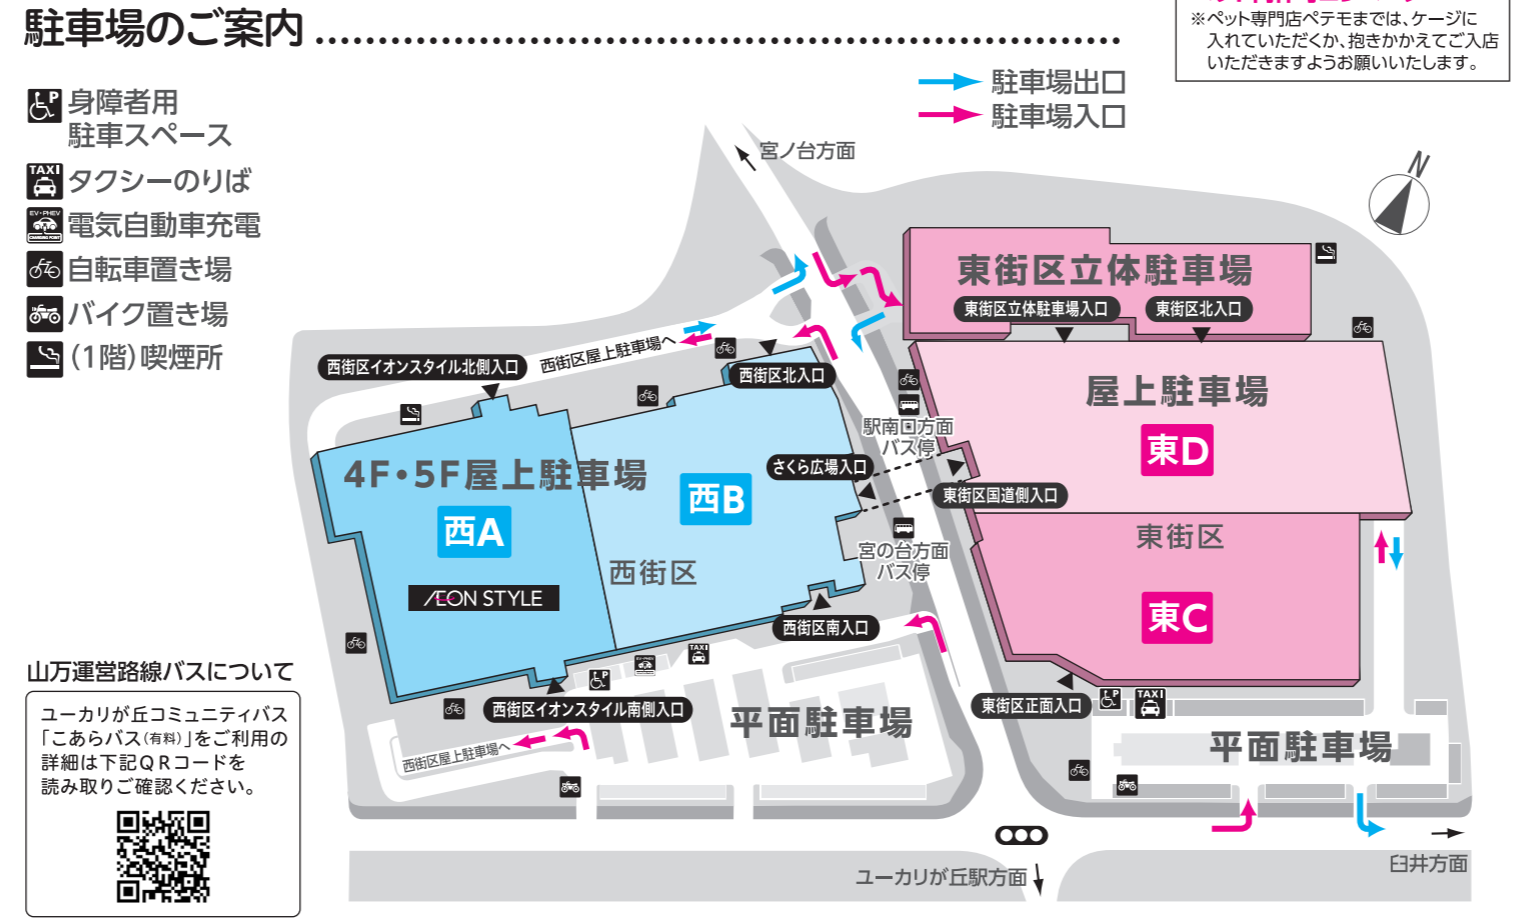 駐車場のご案内
※ペット専門店ペテモまでは、ケージに
入れていただくか、抱きかかえてご入店
いただきますようお願いいたします。
駐車場出口
駐車場入口
P
身障者用
駐車スペース
TAXI
タクシーのりば
EV・PHEV
電気自動車充電
自転車置き場
バイク置き場
(1階)喫煙所
宮ノ台方面
N
東街区立体駐車場
東街区立体駐車場入口
東街区北入口
西街区屋上駐車場へ
西街区イオンスタイル北側入口
西街区北入口
屋上駐車場
東D
駅南口方面
バス停
4F・5F屋上駐車場
西A
西B
さくら広場入口
東街区国道側入口
宮の台方面
バス停
東街区
西街区
AEON STYLE
東C
西街区南入口
TAXI
P
西街区イオンスタイル南側入口
東街区正面入口
P
TAXI
平面駐車場
平面駐車場
西街区屋上駐車場へ
山万運営路線バスについて
ユーカリが丘コミュニティバス
「こあらバス(有料)」をご利用の
詳細は下記QRコードを
読み取りご確認ください。
ユーカリが丘駅方面
臼井方面